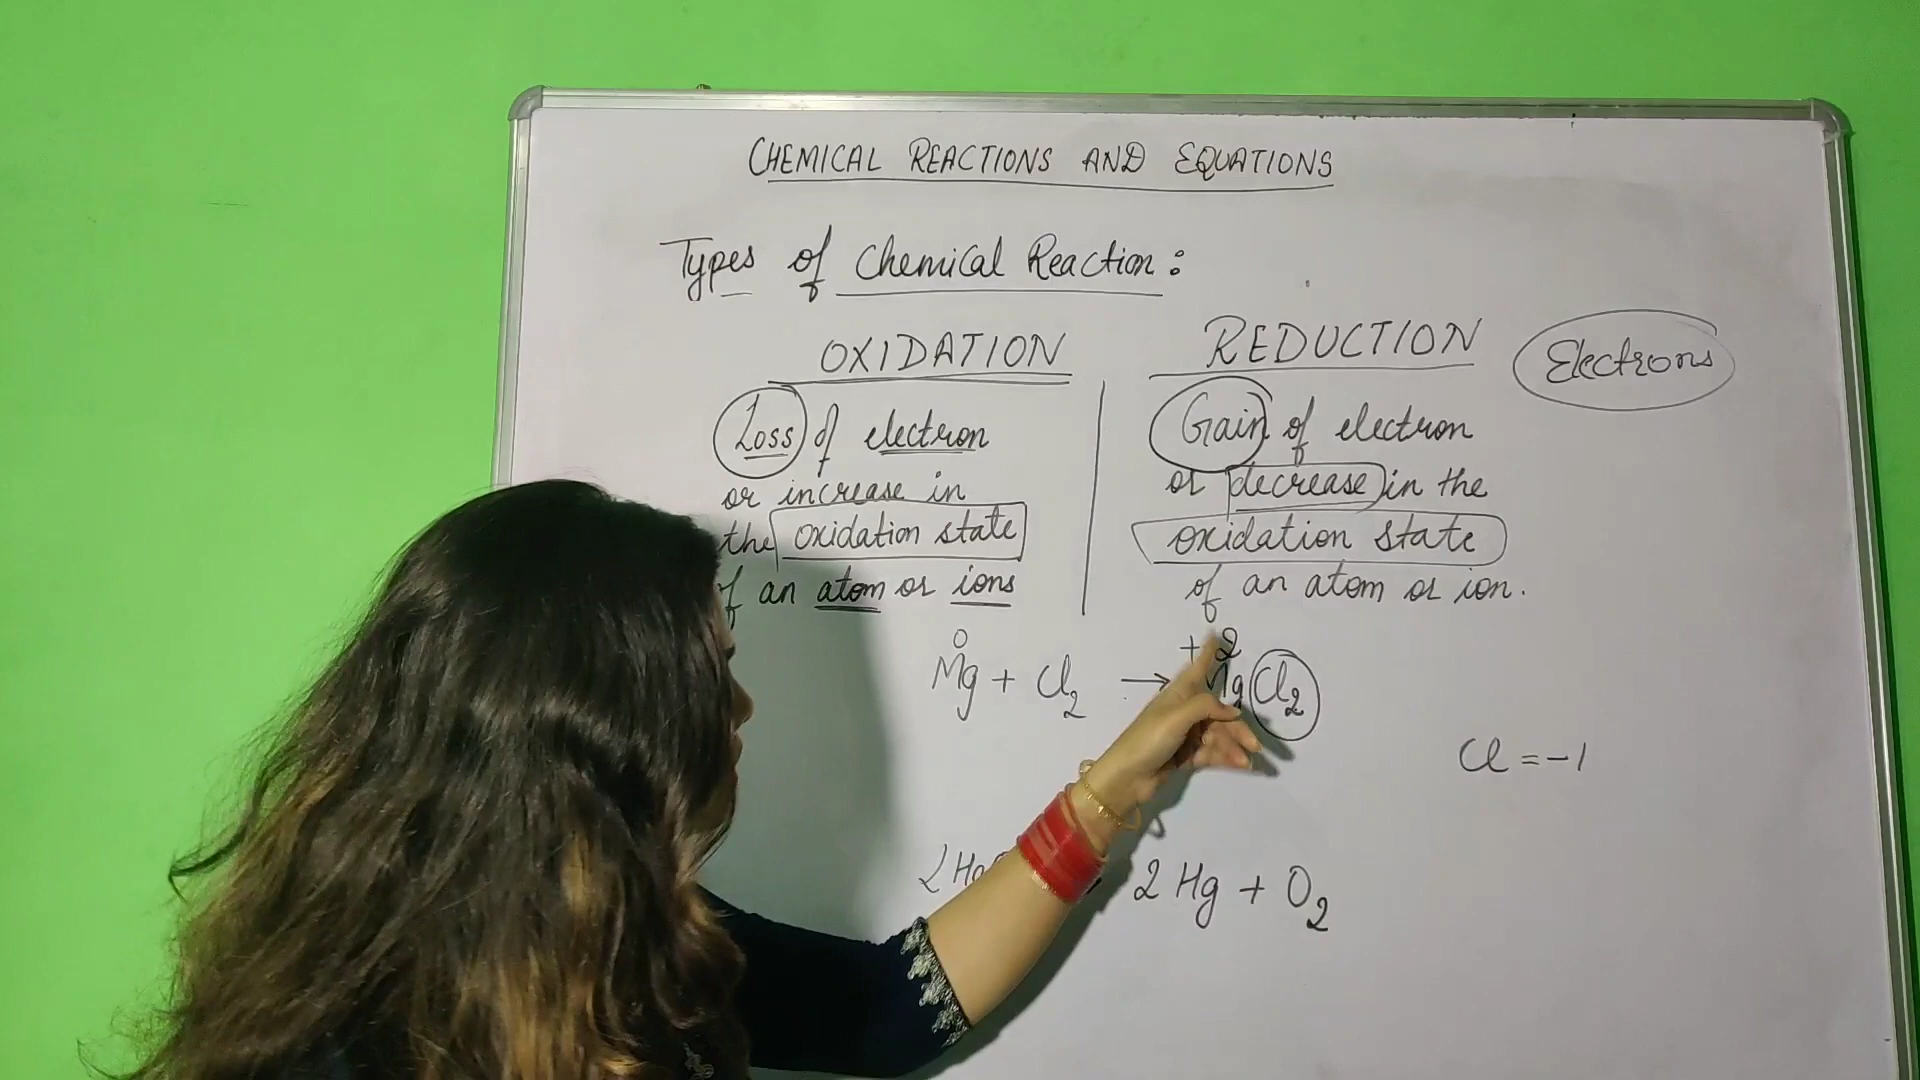 CHEMICAL REACTIONS AND EQUATIONS
Types of Chemical Reaction:
OXIDATION
Loss of electron
or increase in
the oxidation state
of an atom or ions
REDUCTION
Gain of electron
or decrease in the
oxidation state
of an atom or ion.
Electrons
0 +2
Mg + Cl2 → MgCl2
Cl = -1
2 Hg + O2